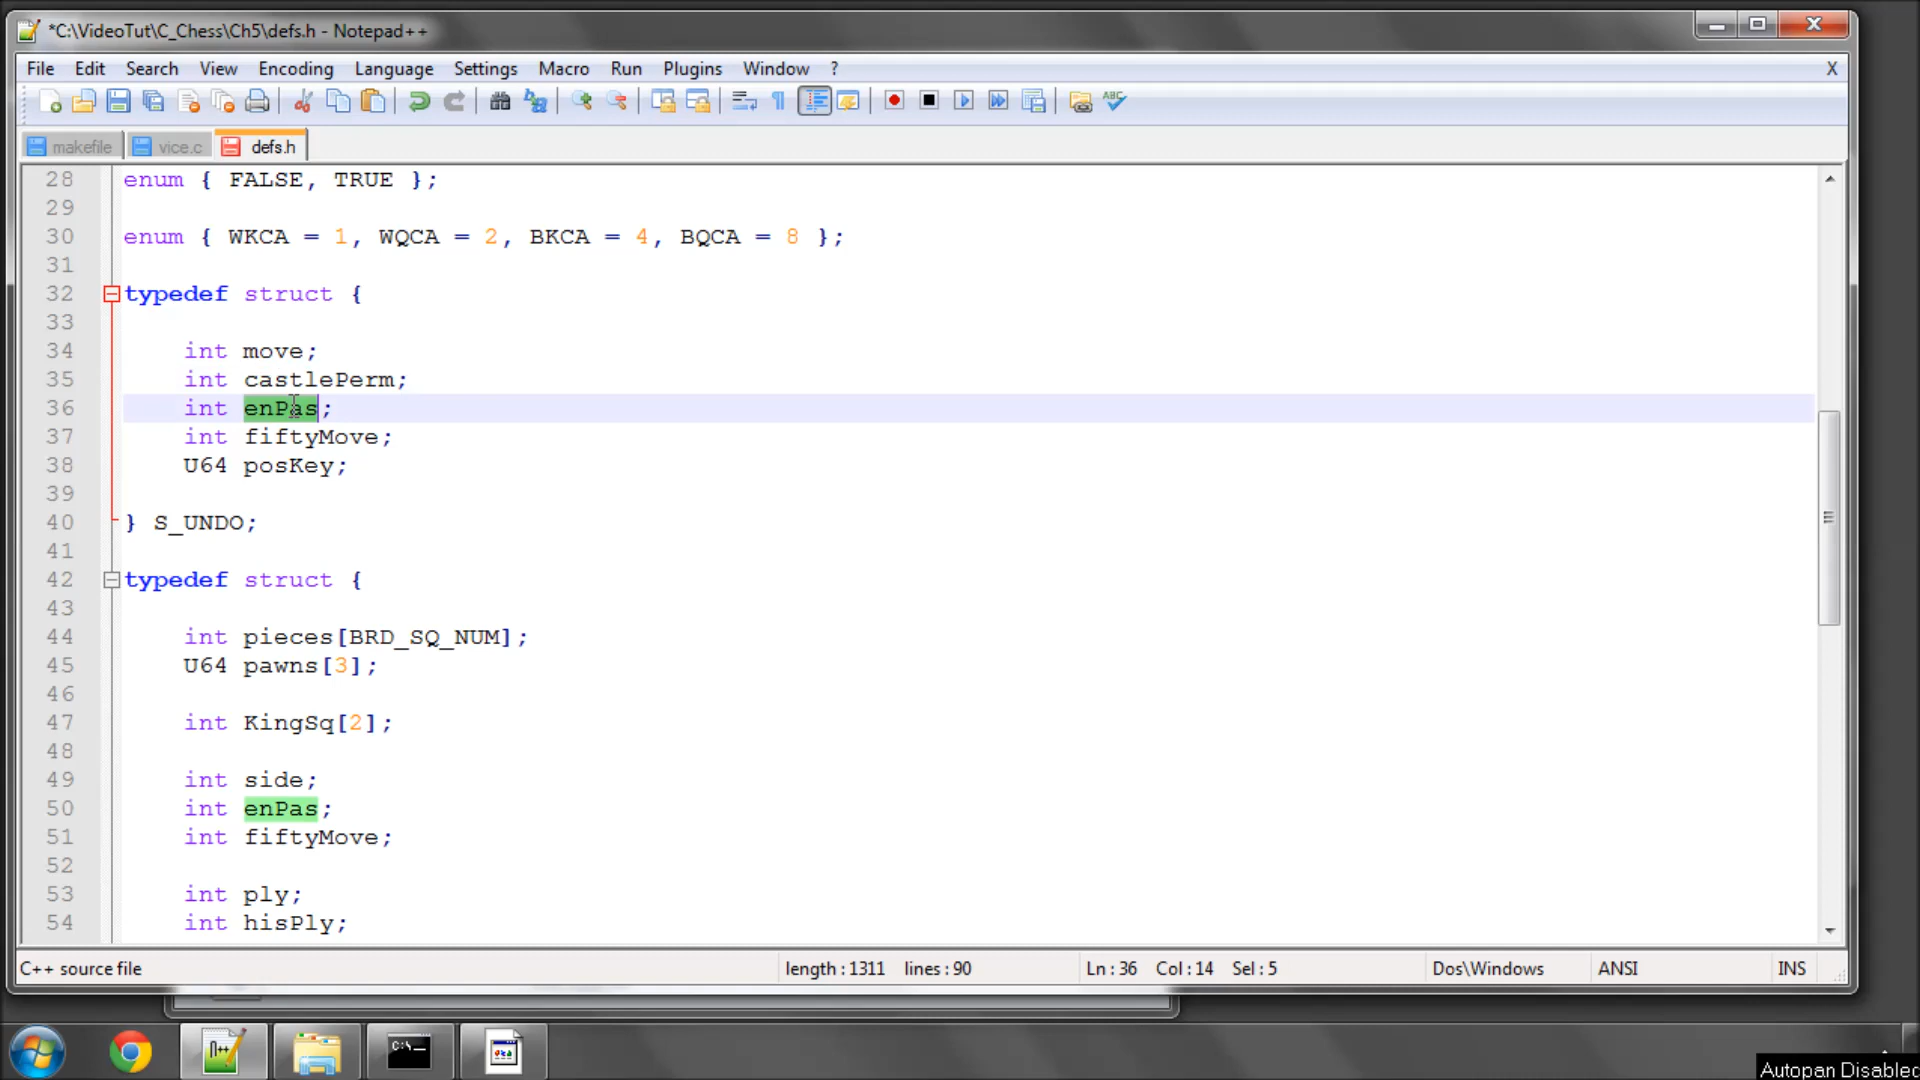 *C:\VideoTut\C_Chess\Ch5\defs.h - Notepad++
File Edit Search View Encoding Language Settings Macro Run Plugins Window ? X
makefile vice.c defs.h
28 enum { FALSE, TRUE };
29
30 enum { WKCA = 1, WQCA = 2, BKCA = 4, BQCA = 8 };
31
32 typedef struct {
33
34 int move;
35 int castlePerm;
36 int enPas;
37 int fiftyMove;
38 U64 posKey;
39
40 } S_UNDO;
41
42 typedef struct {
43
44 int pieces[BRD_SQ_NUM];
45 U64 pawns[3];
46
47 int KingSq[2];
48
49 int side;
50 int enPas;
51 int fiftyMove;
52
53 int ply;
54 int hisPly;
C++ source file length : 1311 lines : 90 Ln : 36 Col : 14 Sel : 5 Dos\Windows ANSI INS
Autopan Disabled